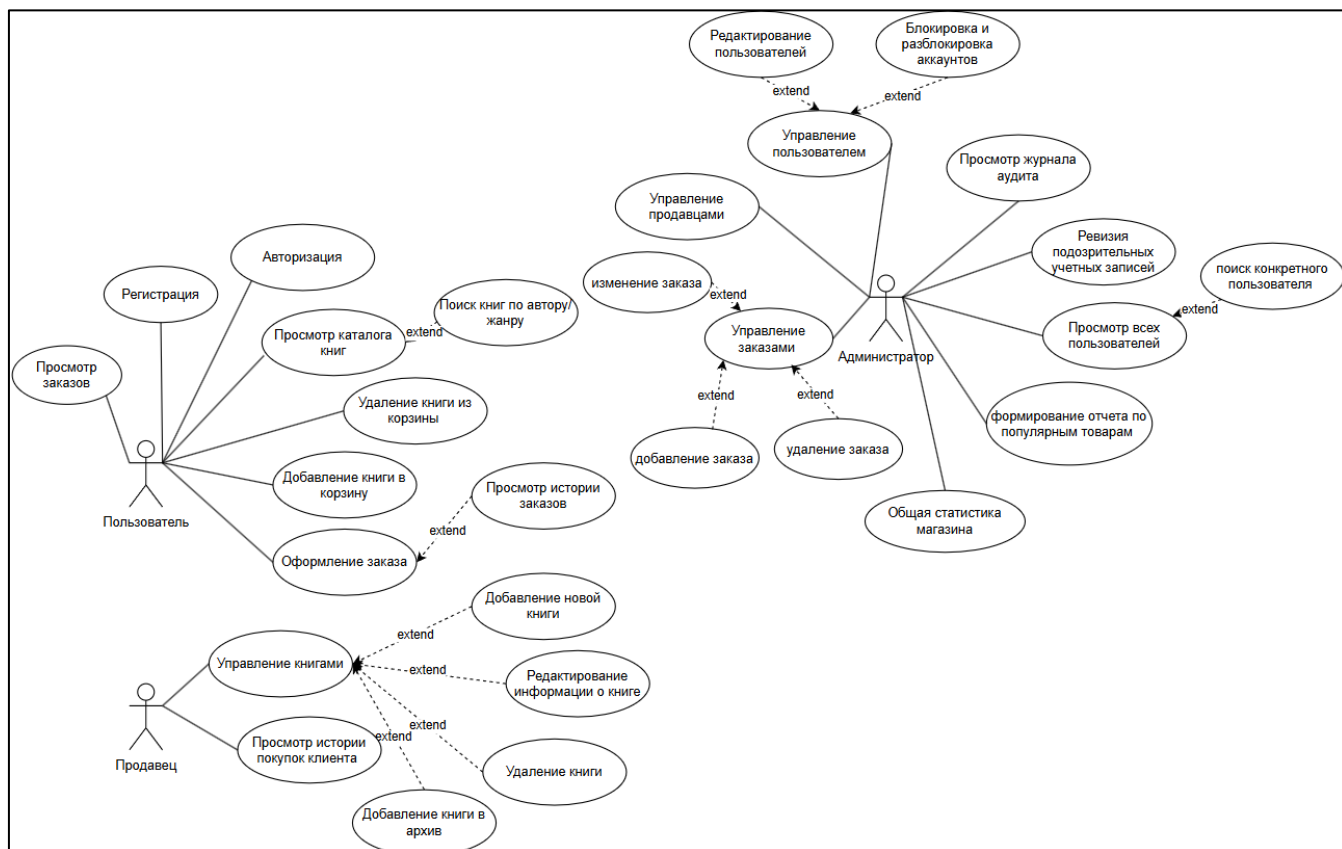 Редактирование
пользователей
Блокировка и
разблокировка
аккаунтов
extend
extend
Управление
пользователем
Просмотр журнала
аудита
Управление
продавцами
Ревизия
подозрительных
учетных записей
поиск конкретного
пользователя
extend
Просмотр всех
пользователей
изменение заказа
extend
Управление
заказами
Администратор
extend
extend
добавление заказа
удаление заказа
формирование отчета по
популярным товарам
Общая статистика
магазина
Авторизация
Регистрация
Поиск книг по автору/
жанру
extend
Просмотр каталога
книг
Просмотр
заказов
Удаление книги из
корзины
Добавление книги в
корзину
Пользователь
Просмотр истории
заказов
extend
Оформление заказа
Добавление новой
книги
extend
Управление книгами
extend
Редактирование
информации о книге
extend
extend
Просмотр истории
покупок клиента
Продавец
Удаление книги
Добавление книги в
архив